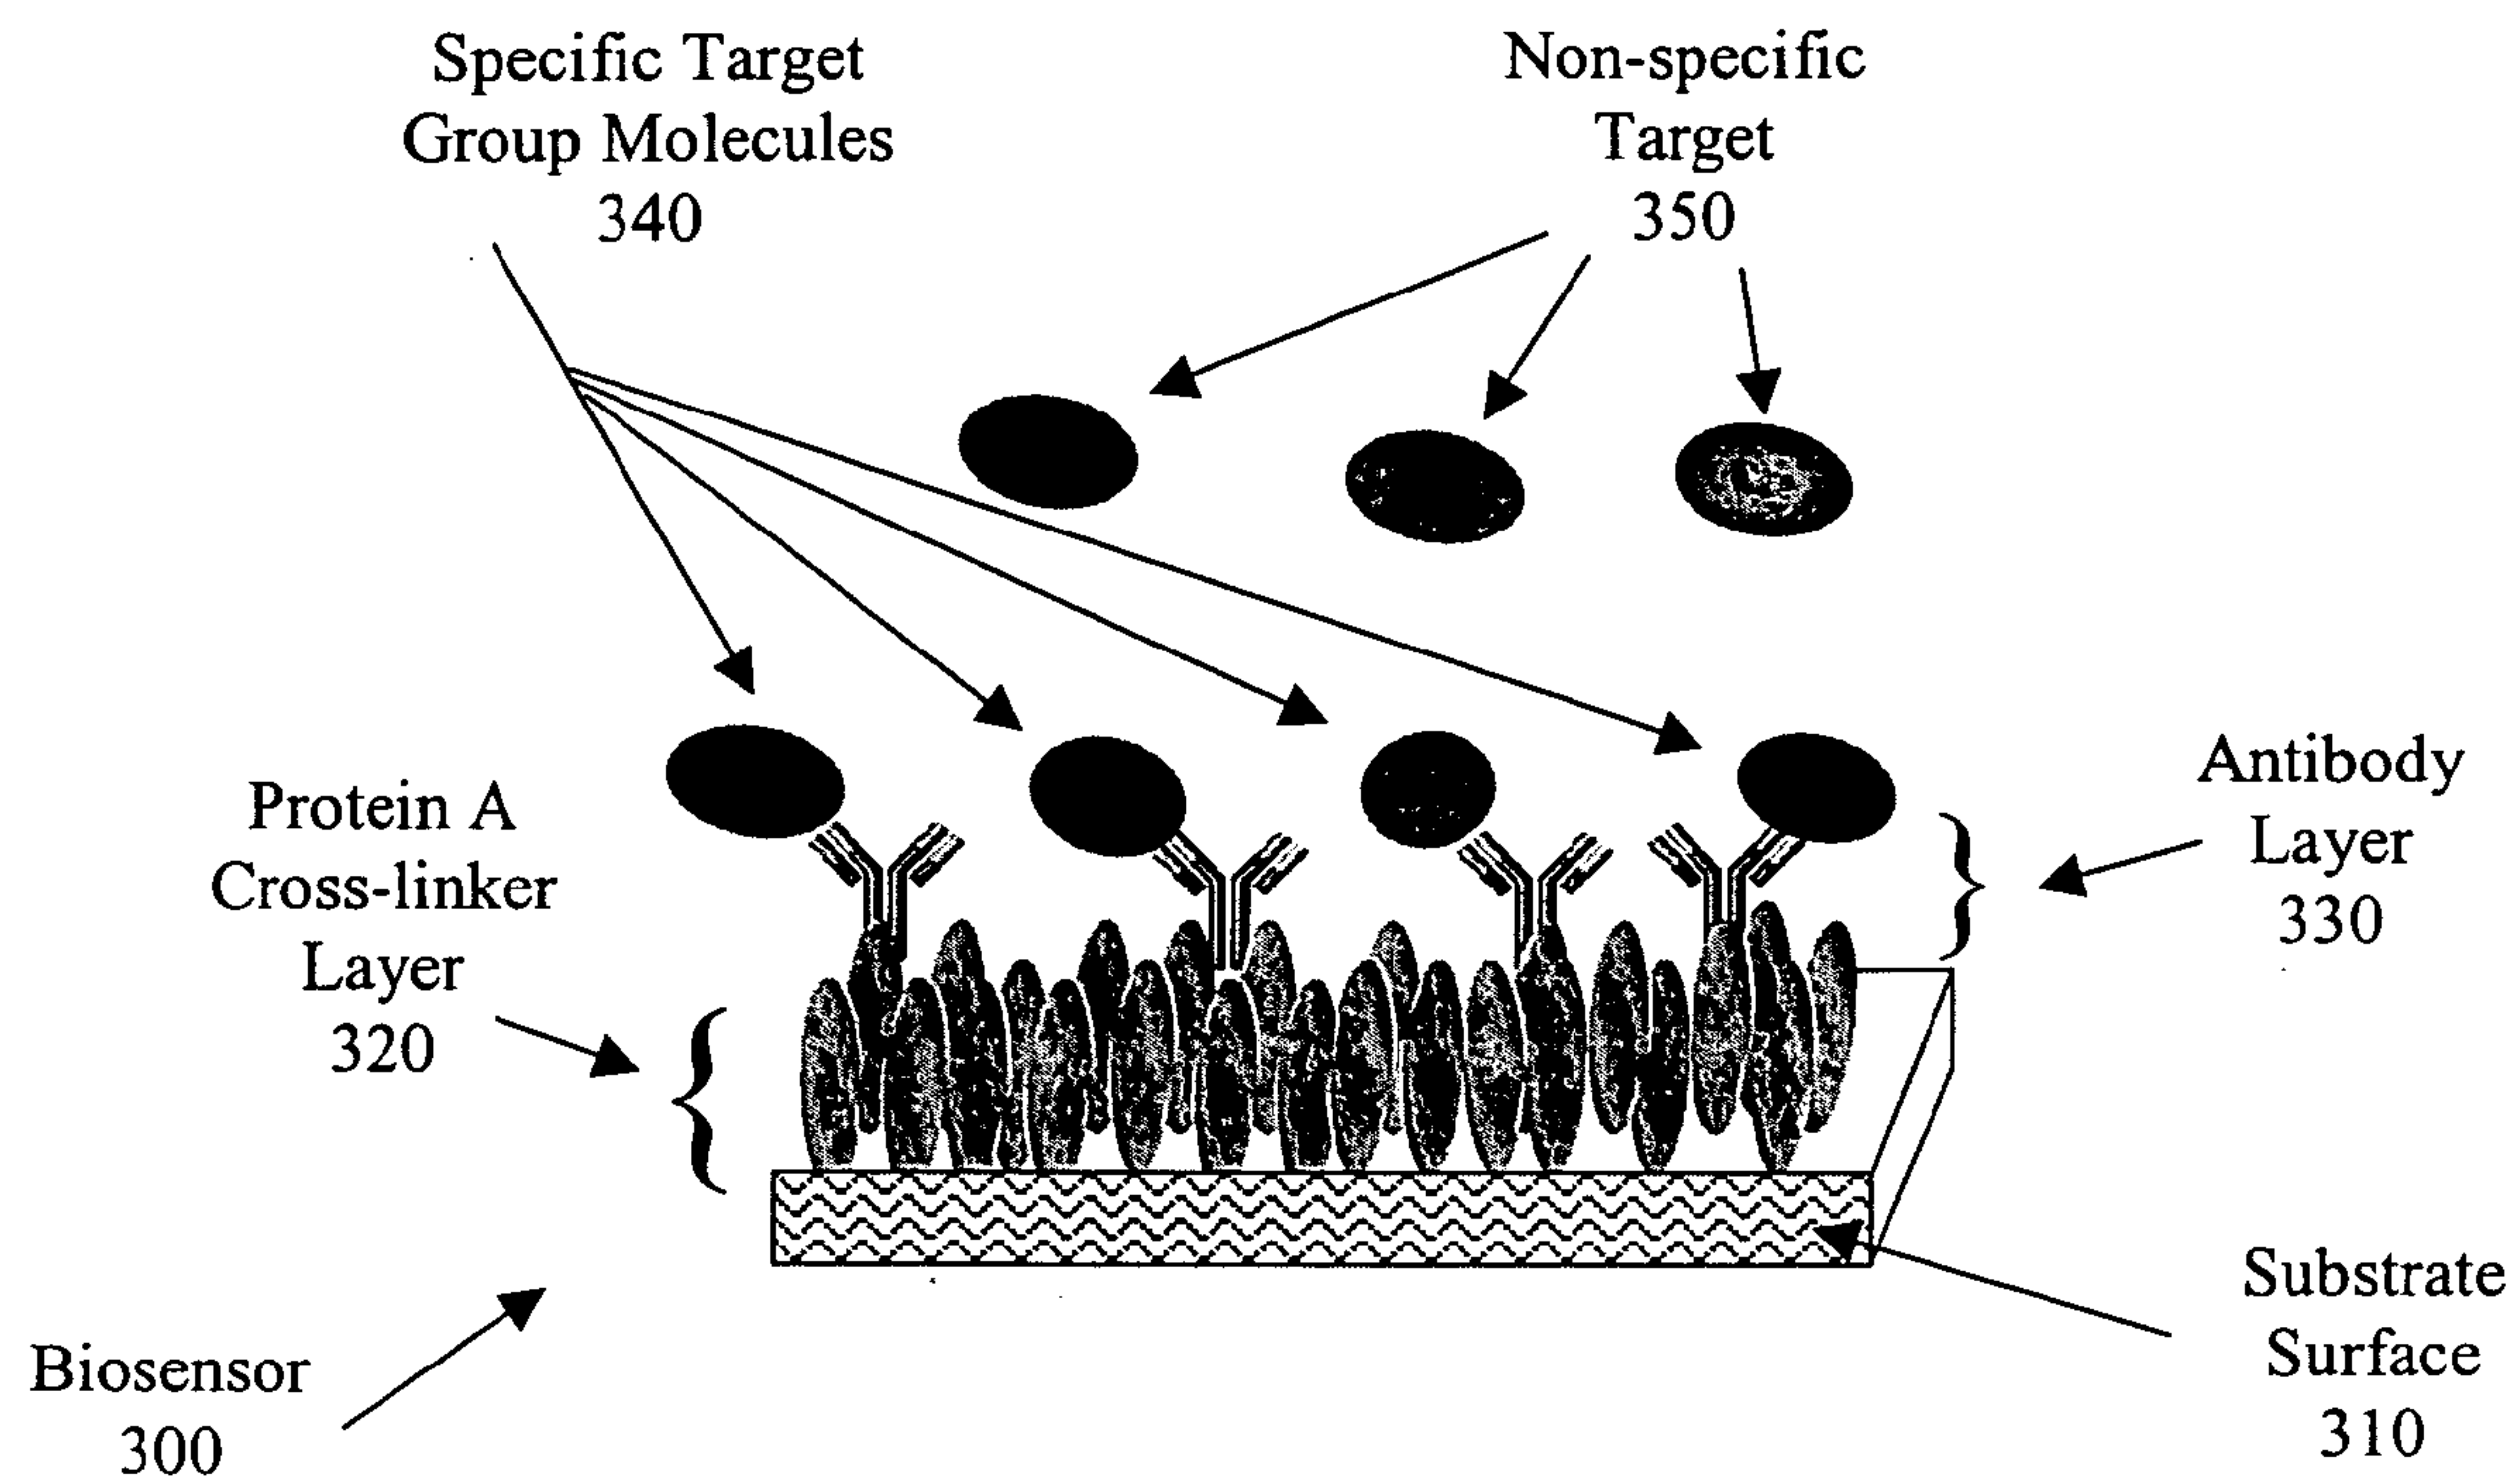 Specific Target
Group Molecules
340
Non-specific
Target
350
Protein A
Cross-linker
Layer
320
Antibody
Layer
330
Biosensor
300
Substrate
Surface
310